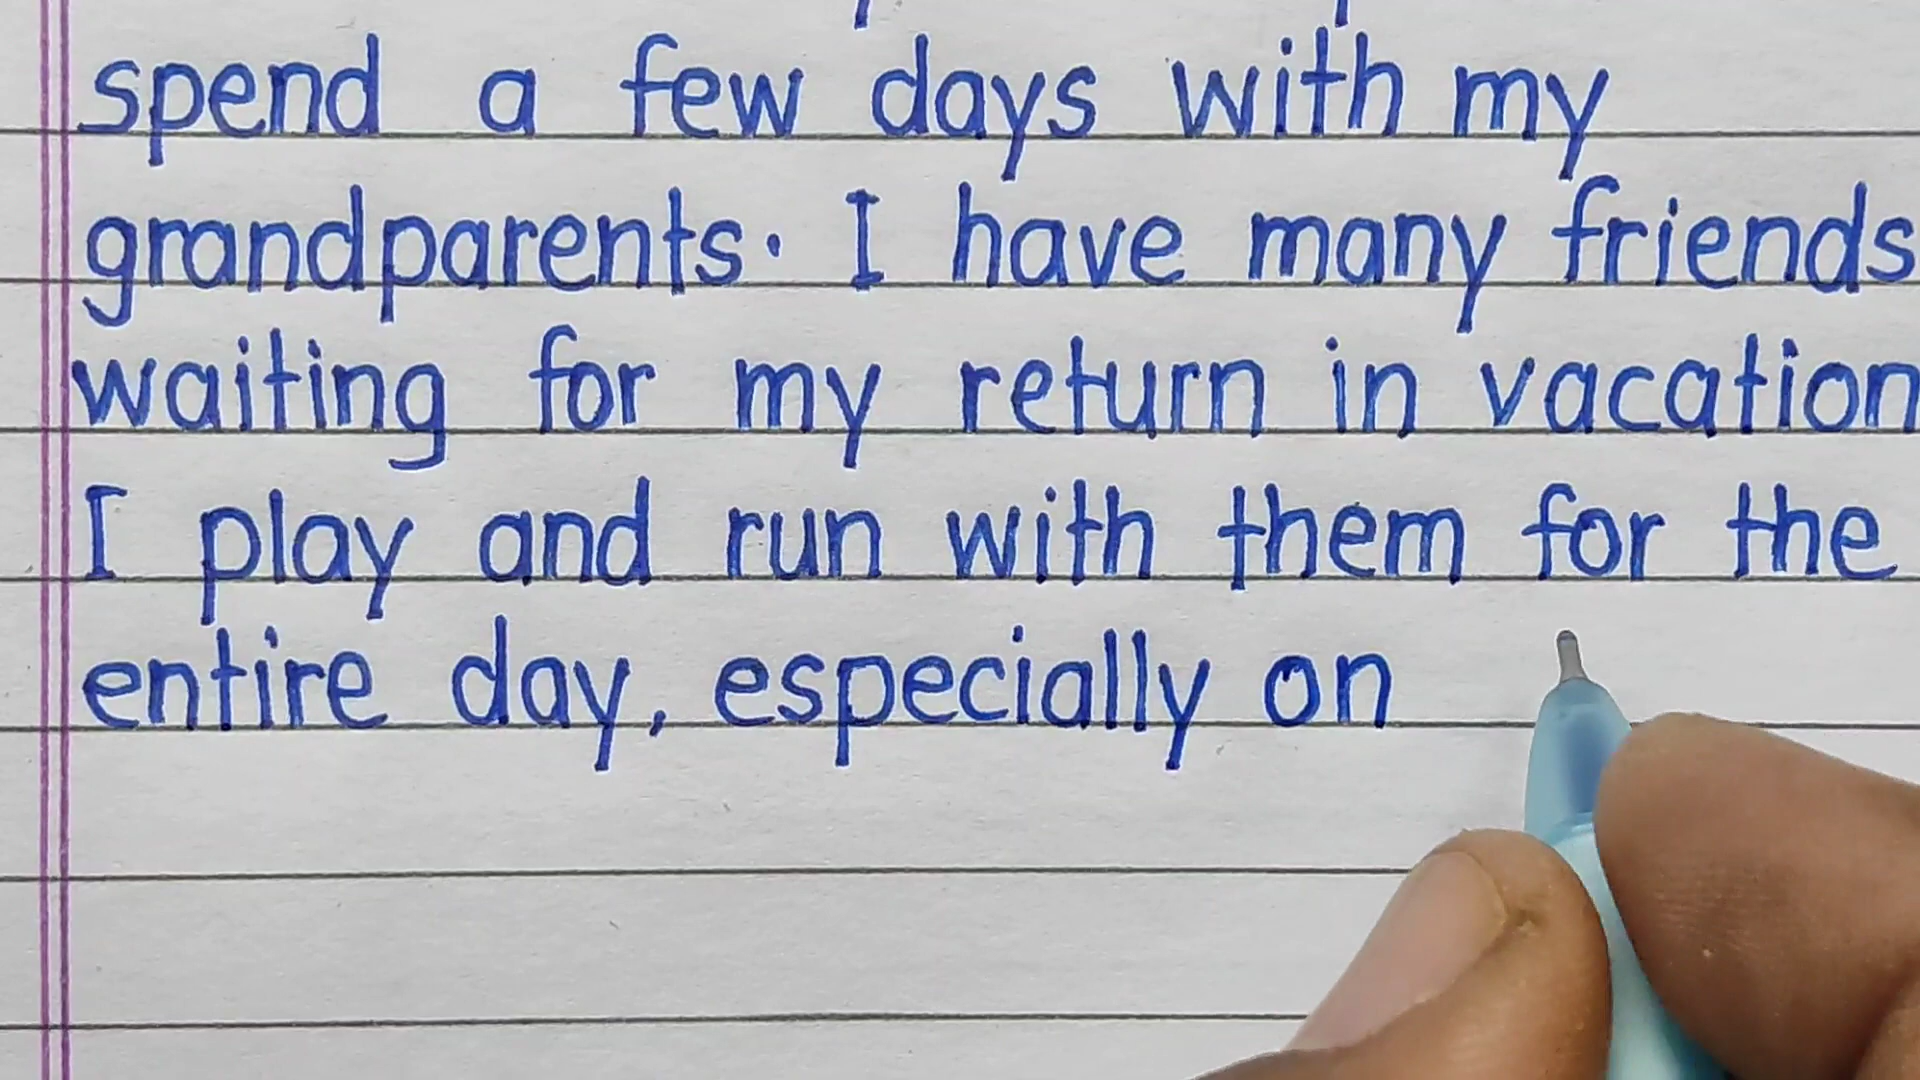 spend a few days with my
grandparents. I have many friends
waiting for my return in vacation
I play and run with them for the
entire day, especially on